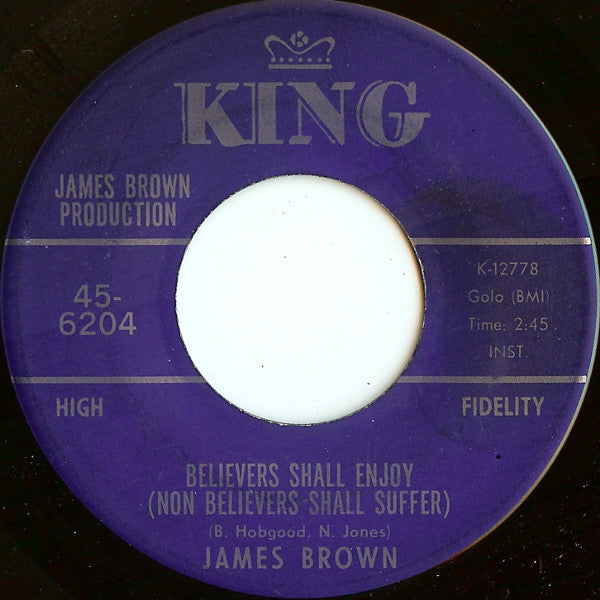 KING
JAMES BROWN
PRODUCTION
45-
6204
K-12778
Golo (BMI)
Time: 2:45
INST.
HIGH
FIDELITY
BELIEVERS SHALL ENJOY
(NON BELIEVERS SHALL SUFFER)
(B. Hobgood, N. Jones)
JAMES BROWN